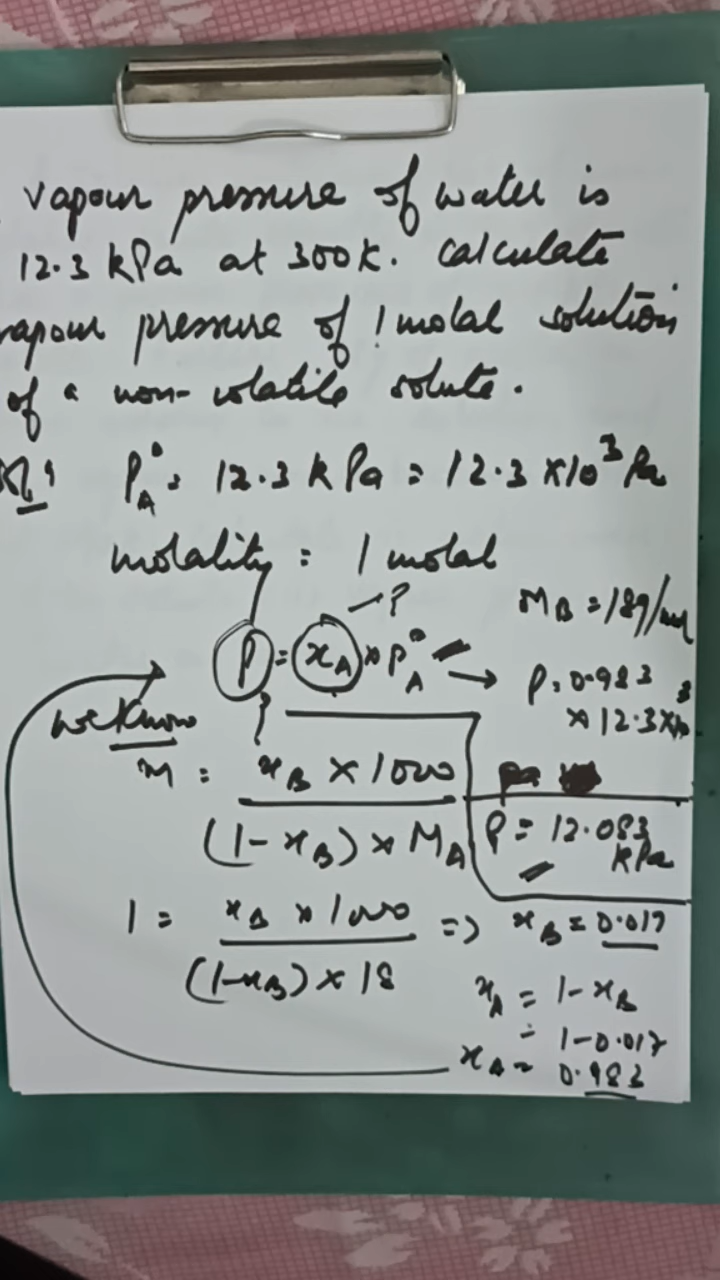 vapour pressure of water is
12.3 kPa at 300K. Calculate
vapour pressure of 1 molal solution
of a non-volatile solute.
P°A = 12.3 kPa = 12.3 × 10³ Pa
molality = 1 molal
MB = 18g/mol
?
P = xA × P°A → P = 0.983 × 12.3 × 10³
we know
?
m = xB × 1000 / (1 - xB) × MA
P = 12.083 kPa
1 = xB × 1000 / (1-xB) × 18 => xB = 0.017
xA = 1 - xB
= 1-0.017
xA = 0.983